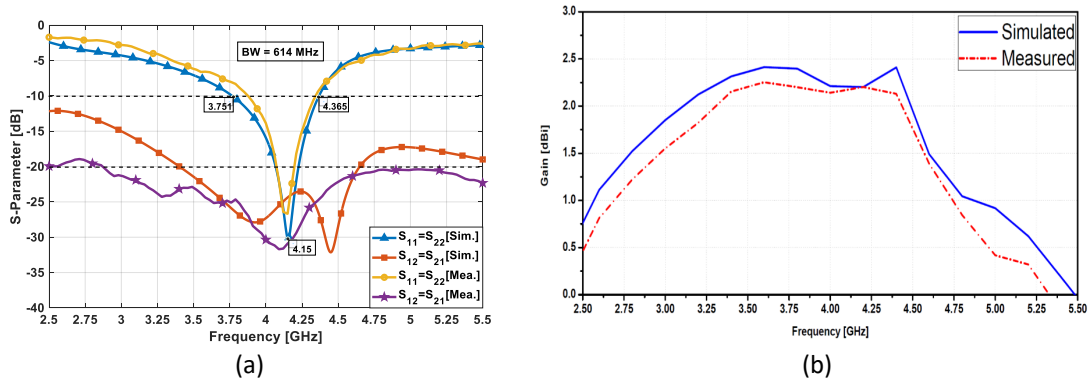 0
-5
-10
-15
-20
-25
-30
-35
-40
S-Parameter [dB]
BW = 614 MHz
3.751
4.365
4.15
S11=S22[Sim.]
S12=S21[Sim.]
S11=S22[Mea.]
S12=S21[Mea.]
2.5 2.75 3 3.25 3.5 3.75 4 4.25 4.5 4.75 5 5.25 5.5
Frequency [GHz]
(a)
3.0
2.5
2.0
1.5
1.0
0.5
0.0
Gain [dBi]
Simulated
Measured
2.50 2.75 3.00 3.25 3.50 3.75 4.00 4.25 4.50 4.75 5.00 5.25 5.50
Frequency [GHz]
(b)